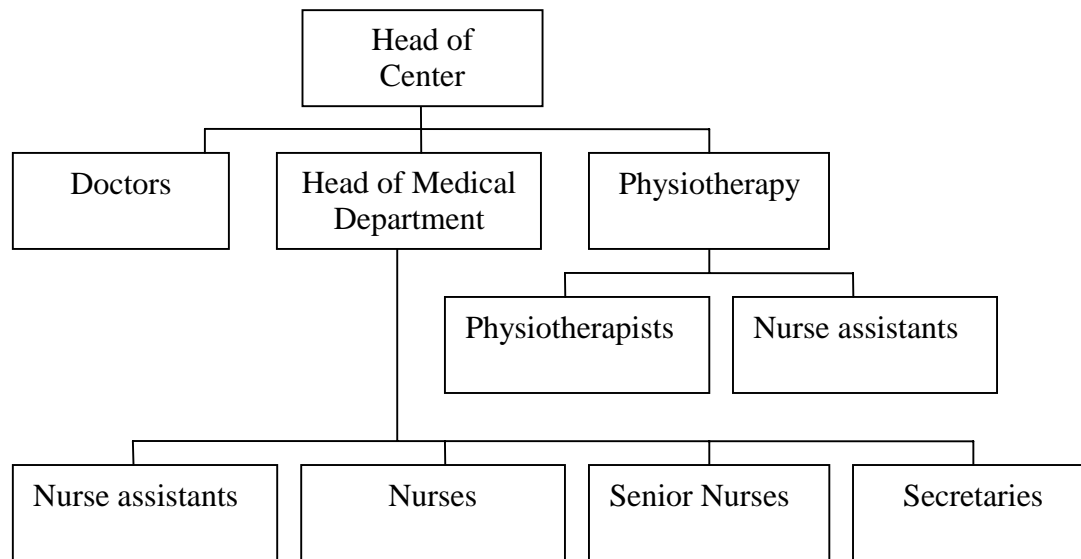 Head of
Center
Doctors
Head of Medical
Department
Physiotherapy
Physiotherapists
Nurse assistants
Nurse assistants
Nurses
Senior Nurses
Secretaries